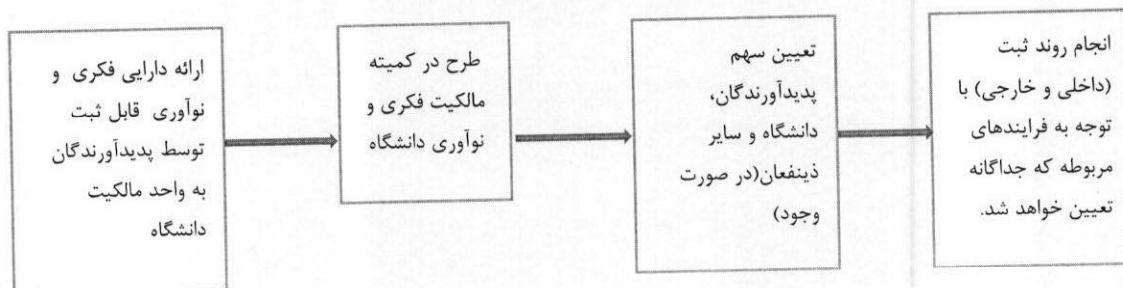 ارائه دارایی فکری و
نوآوری قابل ثبت
توسط پدیدآورندگان
به واحد مالکیت
دانشگاه
طرح در کمیته
مالکیت فکری و
نوآوری دانشگاه
تعیین سهم
پدیدآورندگان،
دانشگاه و سایر
ذینفعان(در صورت
وجود)
انجام روند ثبت
(داخلی و خارجی) با
توجه به فرایندهای
مربوطه که جداگانه
تعیین خواهد شد.